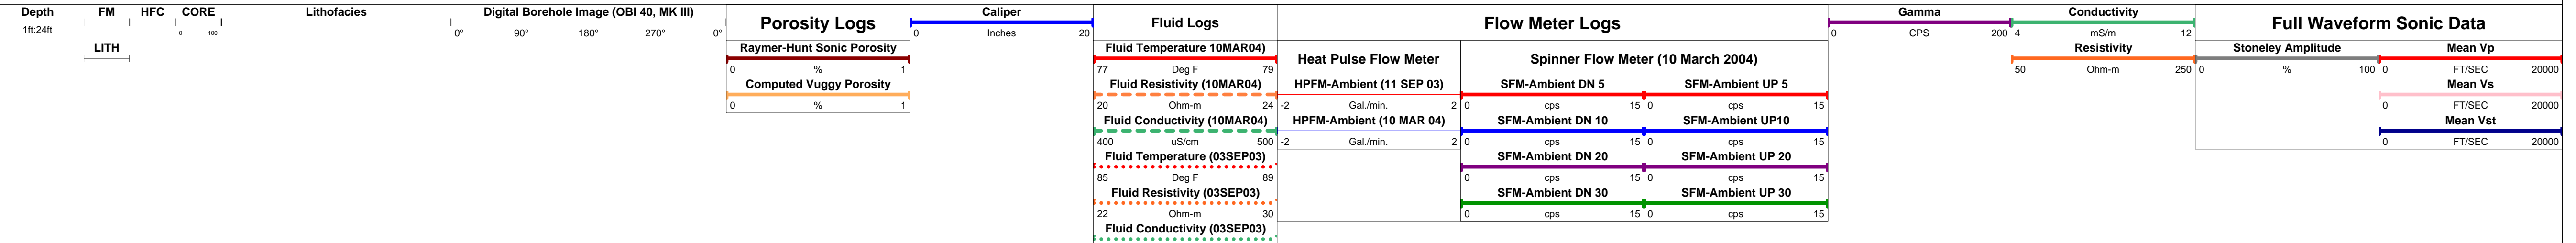 Depth
1ft:24ft
FM
LITH
HFC
CORE
0 100
Lithofacies
Digital Borehole Image (OBI 40, MK III)
0° 90° 180° 270° 0°
Porosity Logs
Raymer-Hunt Sonic Porosity
0 % 1
Computed Vuggy Porosity
0 % 1
Caliper
0 Inches 20
Fluid Logs
Fluid Temperature 10MAR04)
77 Deg F 79
Fluid Resistivity (10MAR04)
20 Ohm-m 24
Fluid Conductivity (10MAR04)
400 uS/cm 500
Fluid Temperature (03SEP03)
85 Deg F 89
Fluid Resistivity (03SEP03)
22 Ohm-m 30
Fluid Conductivity (03SEP03)
Flow Meter Logs
Heat Pulse Flow Meter
HPFM-Ambient (11 SEP 03)
-2 Gal./min. 2
HPFM-Ambient (10 MAR 04)
-2 Gal./min. 2
Spinner Flow Meter (10 March 2004)
SFM-Ambient DN 5 SFM-Ambient UP 5
0 cps 15 0 cps 15
SFM-Ambient DN 10 SFM-Ambient UP10
0 cps 15 0 cps 15
SFM-Ambient DN 20 SFM-Ambient UP 20
0 cps 15 0 cps 15
SFM-Ambient DN 30 SFM-Ambient UP 30
0 cps 15 0 cps 15
Gamma
0 CPS 200
Conductivity
4 mS/m 12
Resistivity
50 Ohm-m 250
Full Waveform Sonic Data
Stoneley Amplitude
0 % 100
Mean Vp
0 FT/SEC 20000
Mean Vs
0 FT/SEC 20000
Mean Vst
0 FT/SEC 20000